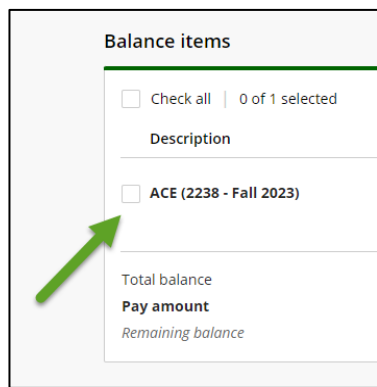 Balance items
Check all | 0 of 1 selected
Description
ACE (2238 - Fall 2023)
Total balance
Pay amount
Remaining balance